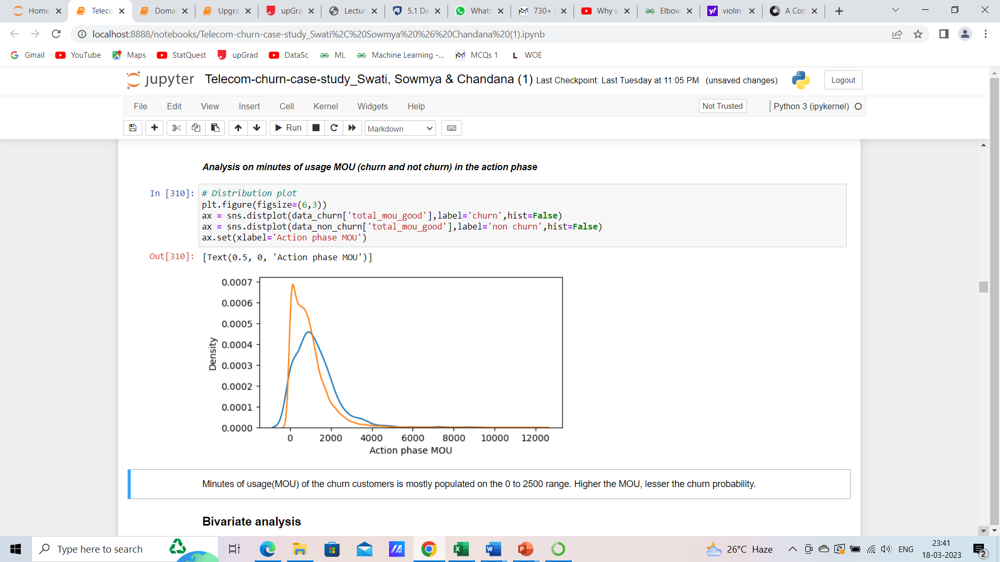 Home
Teleco
Doma
Upgra
upGra
Lectur
5.1 De
Whats
730+
Why s
Elbow
violin
A Con
localhost:8888/notebooks/Telecom-churn-case-study_Swati%2C%20Sowmya%20%26%20Chandana%20(1).ipynb
Gmail
YouTube
Maps
StatQuest
upGrad
DataSc
ML
Machine Learning -...
MCQs 1
L WOE
jupyter Telecom-churn-case-study_Swati, Sowmya & Chandana (1) Last Checkpoint: Last Tuesday at 11:05 PM (unsaved changes)
Logout
File Edit View Insert Cell Kernel Widgets Help
Not Trusted
Python 3 (ipykernel)
Run
Markdown
Analysis on minutes of usage MOU (churn and not churn) in the action phase
In [310]: # Distribution plot
plt.figure(figsize=(6,3))
ax = sns.distplot(data_churn['total_mou_good'],label='churn',hist=False)
ax = sns.distplot(data_non_churn['total_mou_good'],label='non churn',hist=False)
ax.set(xlabel='Action phase MOU')
Out[310]: [Text(0.5, 0, 'Action phase MOU')]
0.0007
0.0006
0.0005
0.0004
0.0003
0.0002
0.0001
0.0000
Density
0 2000 4000 6000 8000 10000 12000
Action phase MOU
Minutes of usage(MOU) of the churn customers is mostly populated on the 0 to 2500 range. Higher the MOU, lesser the churn probability.
Bivariate analysis
Type here to search
26°C Haze
ENG
23:41
18-03-2023
2